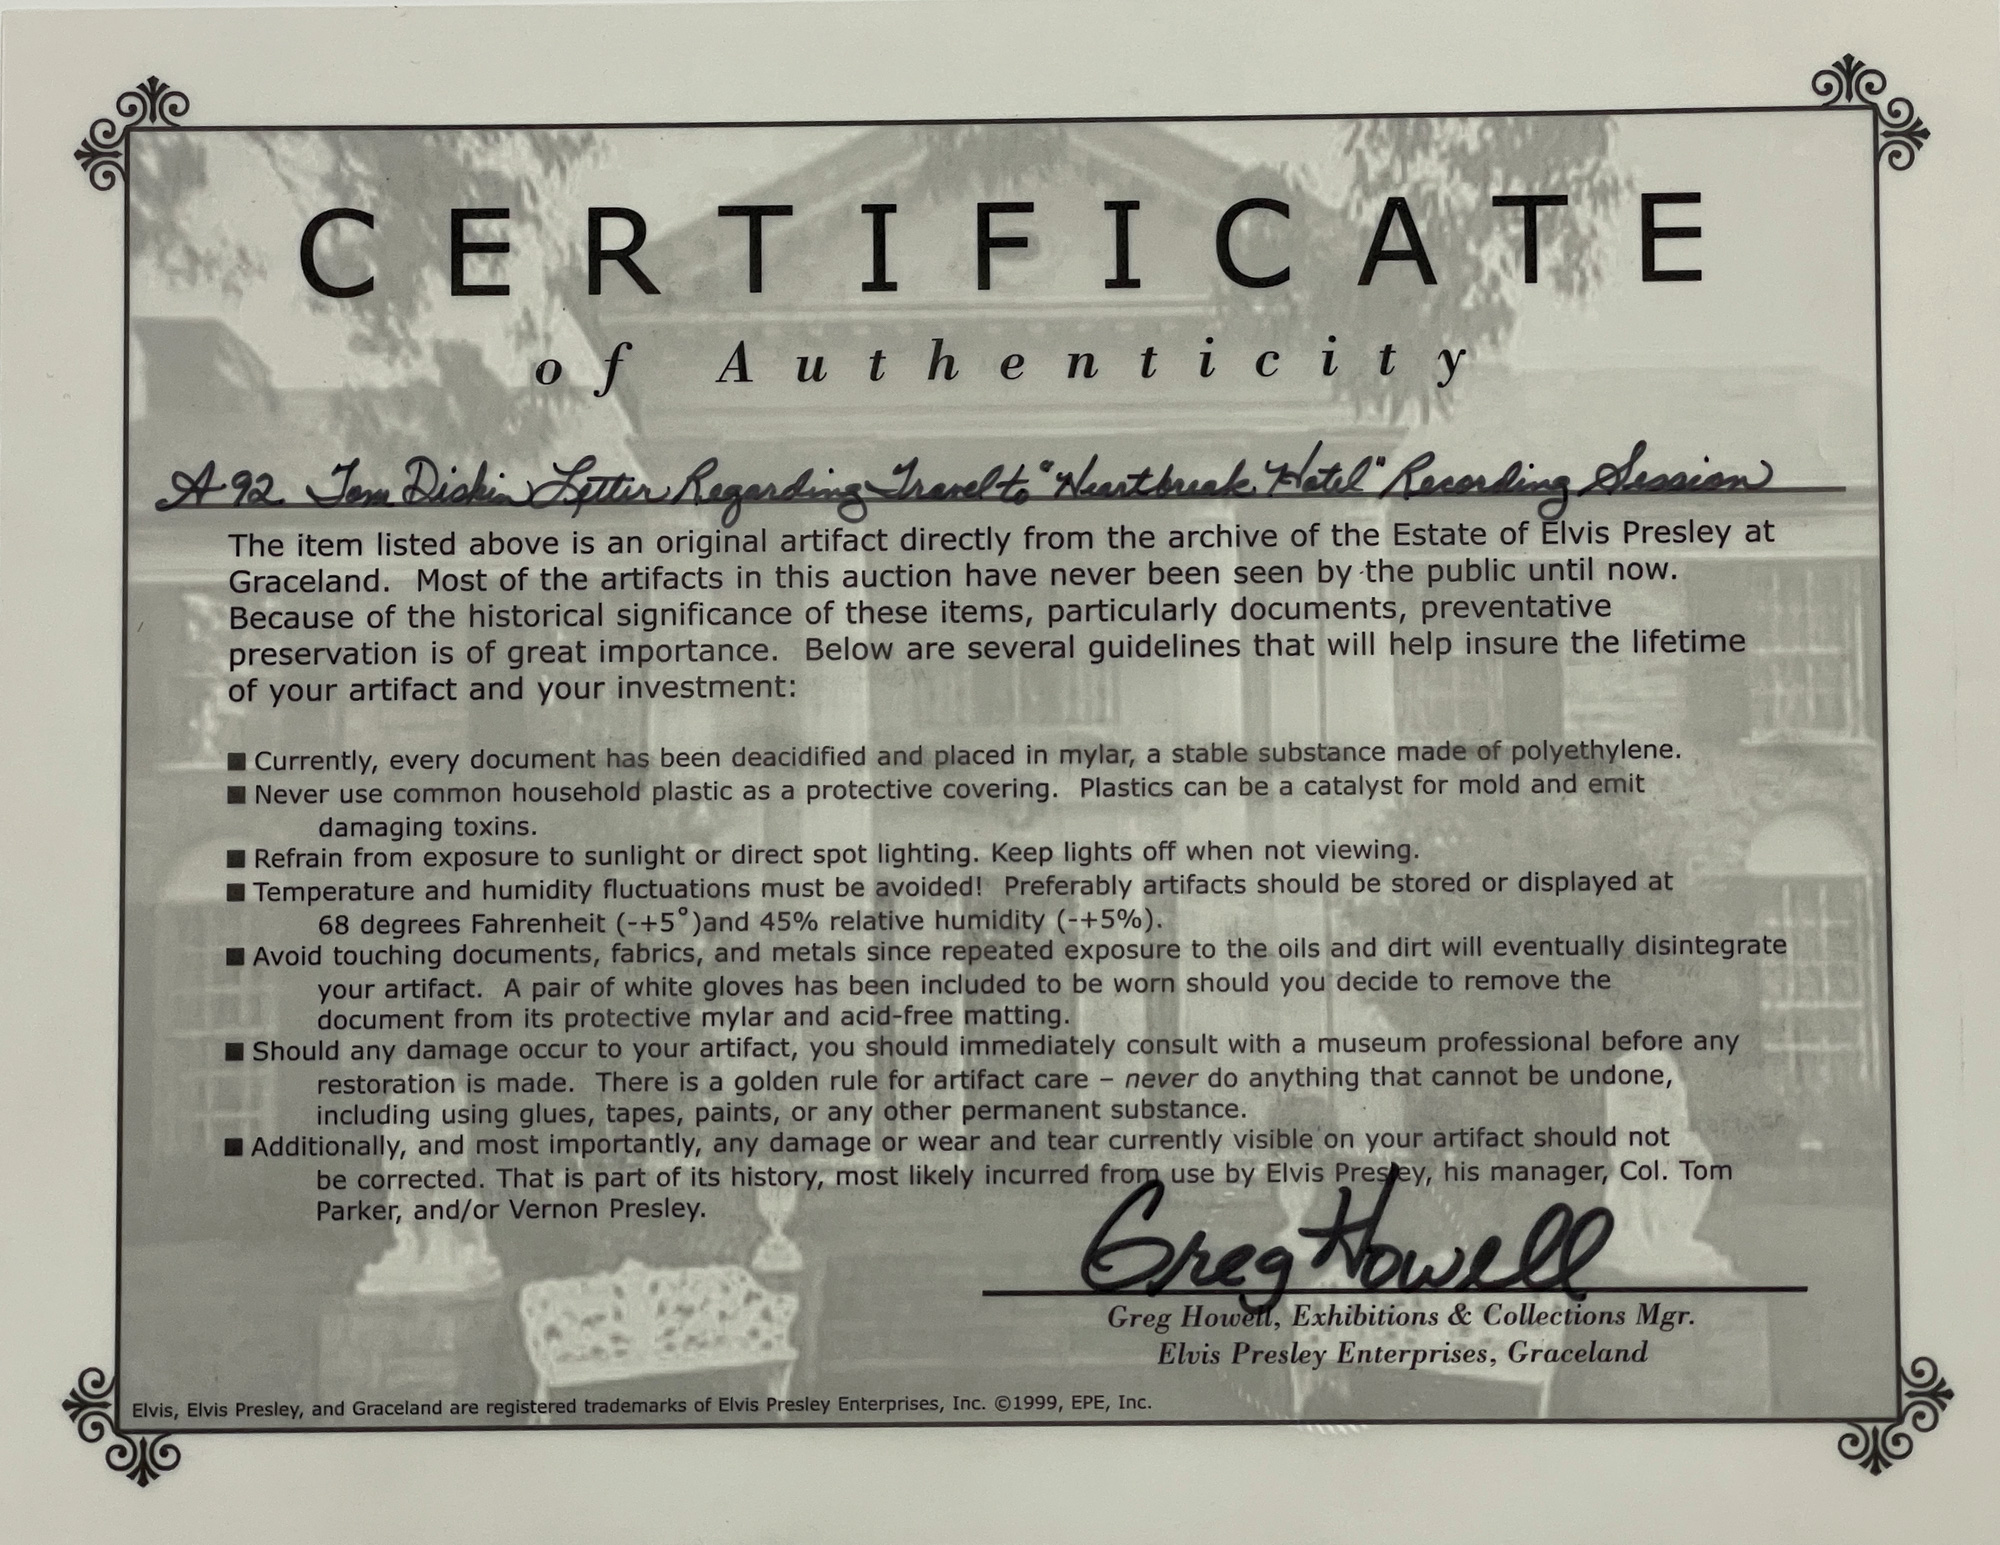 CERTIFICATE
of Authenticity
A-92 Tom Diskin Letter Regarding Travel to "Heartbreak Hotel" Recording Session
The item listed above is an original artifact directly from the archive of the Estate of Elvis Presley at
Graceland. Most of the artifacts in this auction have never been seen by the public until now.
Because of the historical significance of these items, particularly documents, preventative
preservation is of great importance. Below are several guidelines that will help insure the lifetime
of your artifact and your investment:
■ Currently, every document has been deacidified and placed in mylar, a stable substance made of polyethylene.
■ Never use common household plastic as a protective covering. Plastics can be a catalyst for mold and emit
damaging toxins.
■ Refrain from exposure to sunlight or direct spot lighting. Keep lights off when not viewing.
■ Temperature and humidity fluctuations must be avoided! Preferably artifacts should be stored or displayed at
68 degrees Fahrenheit (-+5°)and 45% relative humidity (-+5%).
■ Avoid touching documents, fabrics, and metals since repeated exposure to the oils and dirt will eventually disintegrate
your artifact. A pair of white gloves has been included to be worn should you decide to remove the
document from its protective mylar and acid-free matting.
■ Should any damage occur to your artifact, you should immediately consult with a museum professional before any
restoration is made. There is a golden rule for artifact care – never do anything that cannot be undone,
including using glues, tapes, paints, or any other permanent substance.
■ Additionally, and most importantly, any damage or wear and tear currently visible on your artifact should not
be corrected. That is part of its history, most likely incurred from use by Elvis Presley, his manager, Col. Tom
Parker, and/or Vernon Presley.
Greg Howell
Greg Howell, Exhibitions & Collections Mgr.
Elvis Presley Enterprises, Graceland
Elvis, Elvis Presley, and Graceland are registered trademarks of Elvis Presley Enterprises, Inc. ©1999, EPE, Inc.